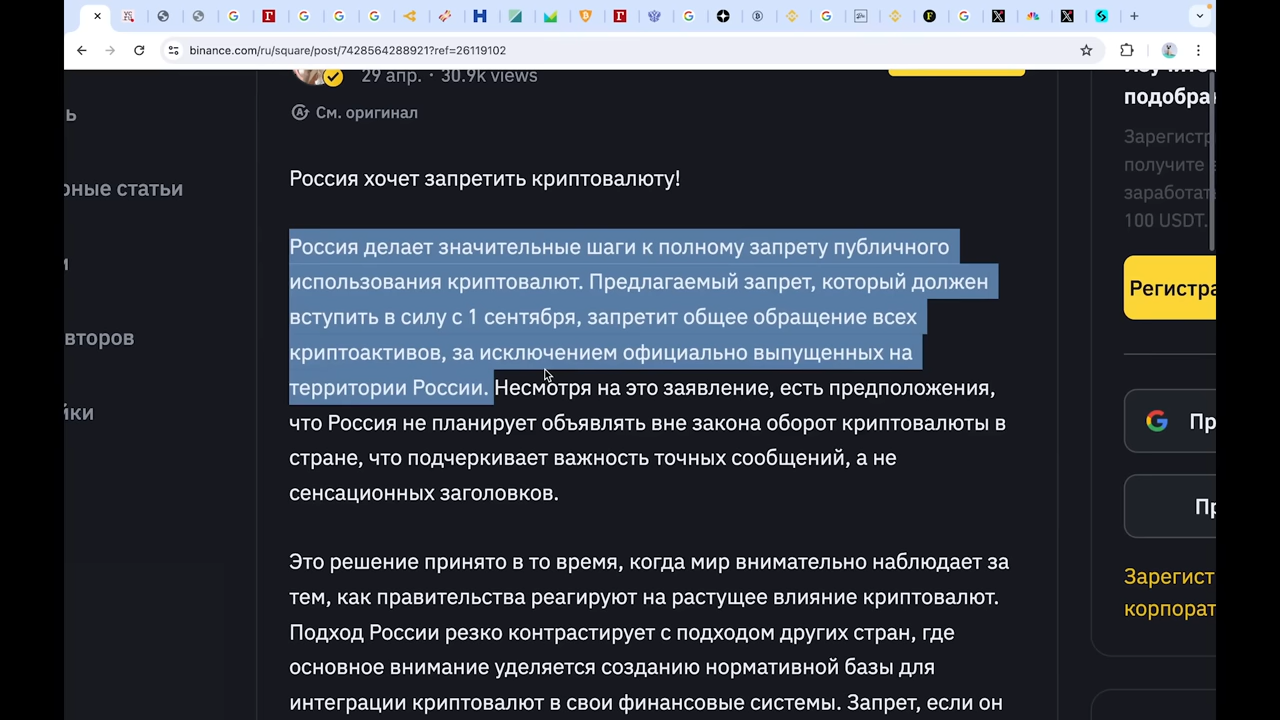 binance.com/ru/square/post/7428564288921?ref=26119102
29 апр. · 30.9k views
См. оригинал
Россия хочет запретить криптовалюту!
Россия делает значительные шаги к полному запрету публичного
использования криптовалют. Предлагаемый запрет, который должен
вступить в силу с 1 сентября, запретит общее обращение всех
криптоактивов, за исключением официально выпущенных на
территории России. Несмотря на это заявление, есть предположения,
что Россия не планирует объявлять вне закона оборот криптовалюты в
стране, что подчеркивает важность точных сообщений, а не
сенсационных заголовков.
Это решение принято в то время, когда мир внимательно наблюдает за
тем, как правительства реагируют на растущее влияние криптовалют.
Подход России резко контрастирует с подходом других стран, где
основное внимание уделяется созданию нормативной базы для
интеграции криптовалют в свои финансовые системы. Запрет, если он
ь
рные статьи
и
второв
йки
подобра
Зарегистр
получите
заработат
100 USDT.
Регистра
Пр
Пр
Зарегист
корпорат